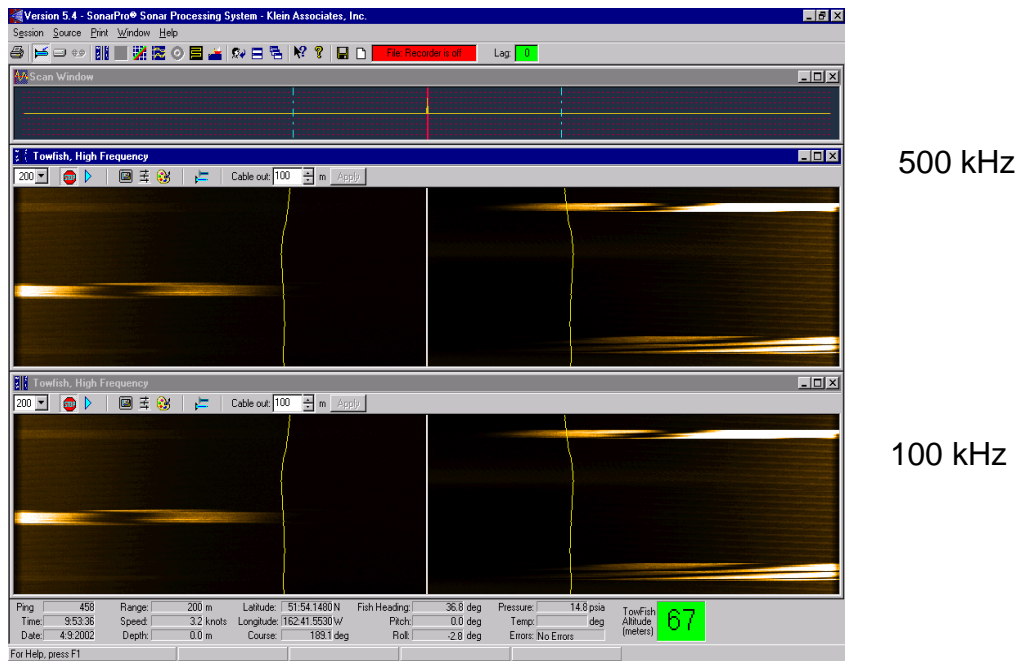 Version 5.4 - SonarPro® Sonar Processing System - Klein Associates, Inc.
Session Source Print Window Help
File: Recorder is off Lag: 0
Scan Window
Towfish, High Frequency
200 Cable out: 100 m Apply
500 kHz
Towfish, High Frequency
200 Cable out: 100 m Apply
100 kHz
Ping 458 Range: 200 m Latitude: 51:54.1480 N Fish Heading: 36.8 deg Pressure: 14.8 psia
Time: 9:53:36 Speed: 3.2 knots Longitude: 162:41.5530 W Pitch: 0.0 deg Temp: deg
Date: 4:9:2002 Depth: 0.0 m Course: 189.1 deg Roll: -2.8 deg Errors: No Errors
TowFish
Altitude
(meters)
67
For Help, press F1